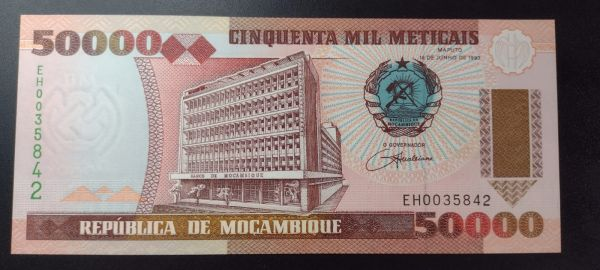 50000
CINQUENTA MIL METICAIS
MAPUTO
16 DE JUNHO DE 1993
EH0035842
REPÚBLICA DE MOÇAMBIQUE
O GOVERNADOR
BANCO DE MOÇAMBIQUE
EH0035842
REPÚBLICA DE MOÇAMBIQUE
50000